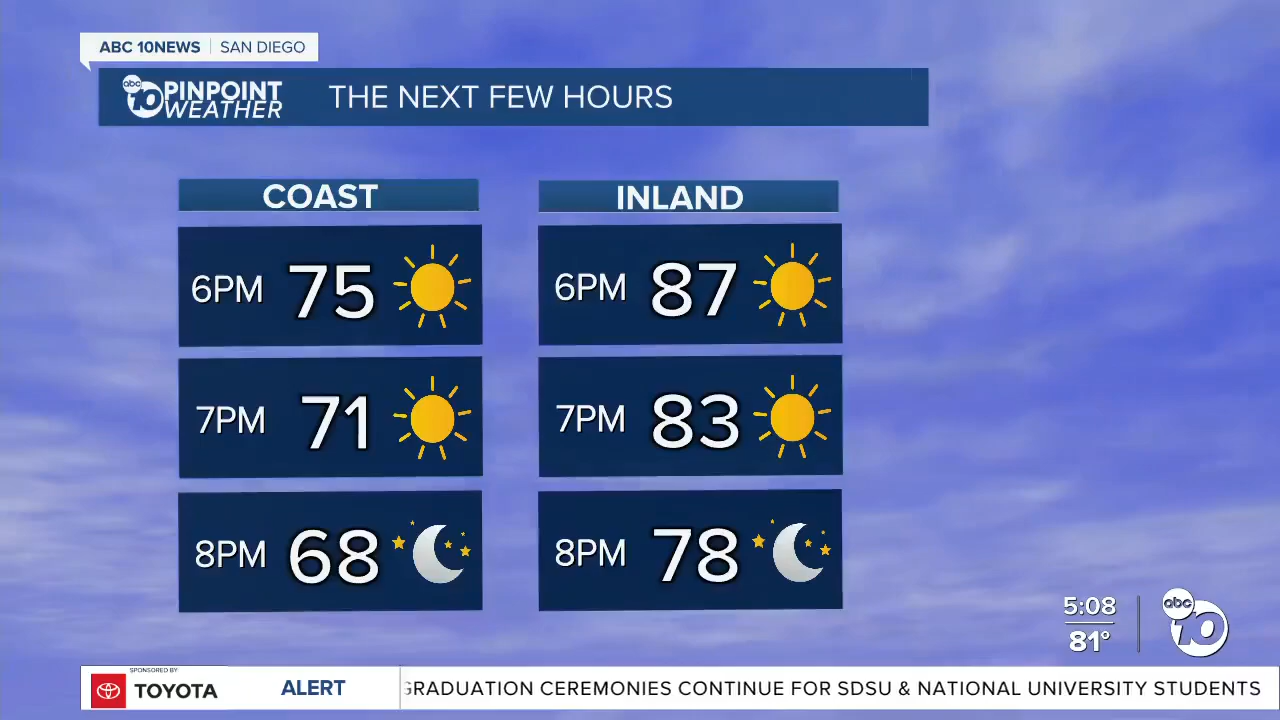 ABC 10NEWS | SAN DIEGO
abc 10 PINPOINT WEATHER
THE NEXT FEW HOURS
COAST
6PM 75
7PM 71
8PM 68
INLAND
6PM 87
7PM 83
8PM 78
5:08
81°
abc 10
SPONSORED BY
TOYOTA
ALERT
GRADUATION CEREMONIES CONTINUE FOR SDSU & NATIONAL UNIVERSITY STUDENTS